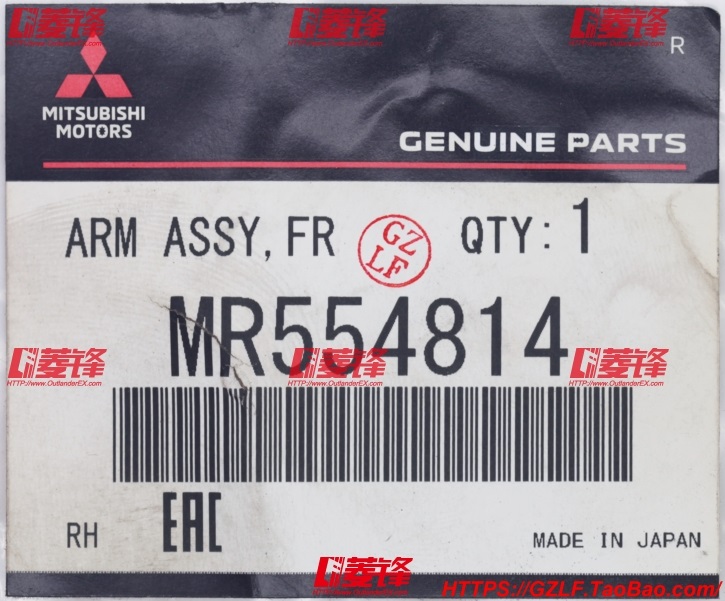 菱锋
菱锋
菱锋
R
MITSUBISHI
MOTORS
GENUINE PARTS
ARM ASSY, FR
GZ
LF
QTY: 1
MR554814
菱锋
HTTP://www.OutlanderEX.com/
菱锋
HTTP://www.OutlanderEX.com/
菱锋
HTTP://www.OutlanderEX.com/
RH
EAC
MADE IN JAPAN
菱锋
HTTPS://GZLF.TaoBao.com/